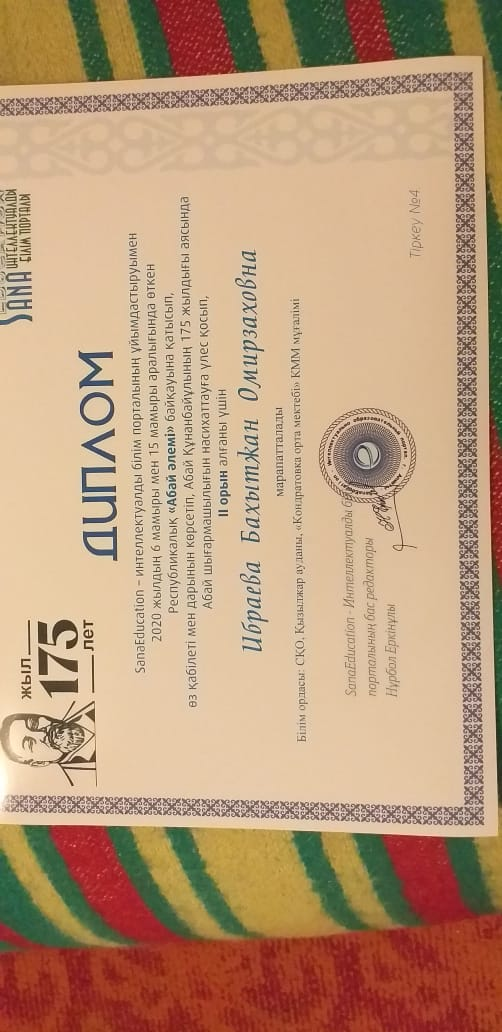 жыл
175
лет
SANA ИНТЕЛЛЕКТУАЛДЫ
БІЛІМ ПОРТАЛЫ
ДИПЛОМ
SanaEducation – интеллектуалды білім порталының ұйымдастыруымен
2020 жылдың 6 мамыры мен 15 мамыры аралығында өткен
Республикалық «Абай әлемі» байқауына қатысып,
өз қабілеті мен дарынын көрсетіп, Абай Құнанбайұлының 175 жылдығы аясында
Абай шығармашылығын насихаттауға үлес қосып,
II орын алғаны үшін
Ибраева Бахытжан Омирзаховна
марапатталады
Білім ордасы: СҚО, Қызылжар ауданы, «Кондратовка орта мектебі» КММ мұғалімі
SanaEducation - Интеллектуалды
порталының бас редакторы
Нұрбол Еркінұлы
Тіркеу №4